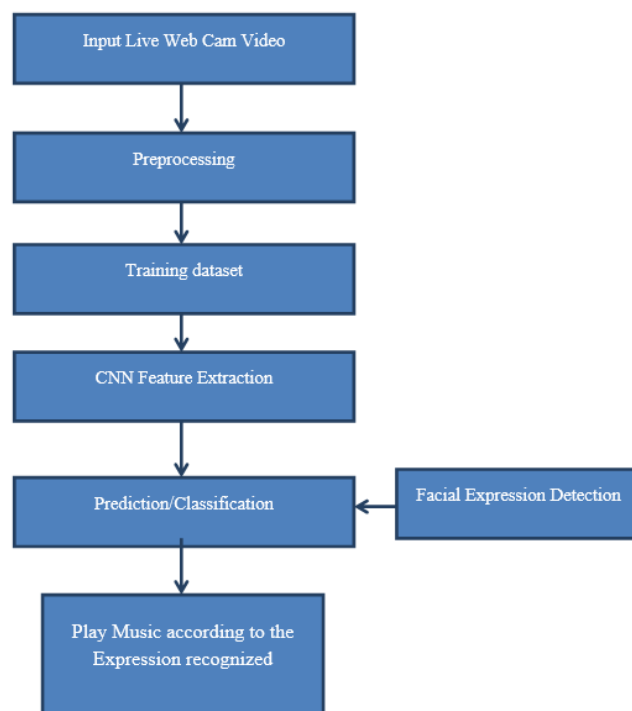 Input Live Web Cam Video
Preprocessing
Training dataset
CNN Feature Extraction
Prediction/Classification
Facial Expression Detection
Play Music according to the
Expression recognized